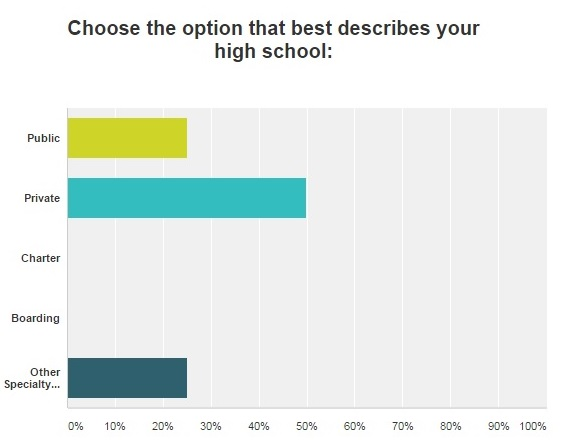 Choose the option that best describes your
high school:
Public
Private
Charter
Boarding
Other
Specialty...
0% 10% 20% 30% 40% 50% 60% 70% 80% 90% 100%